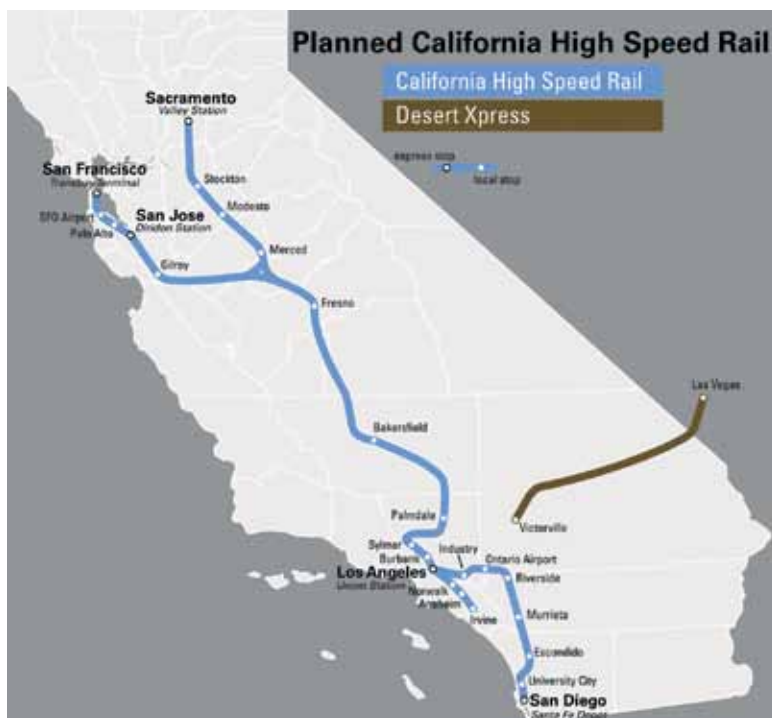 Planned California High Speed Rail
California High Speed Rail
Desert Xpress
express stop
local stop
Sacramento
Valley Station
San Francisco
Transbay Terminal
SFO Airport
Palo Alto
San Jose
Diridon Station
Stockton
Modesto
Merced
Gilroy
Fresno
Las Vegas
Bakersfield
Palmdale
Victorville
Sylmar
Burbank
Industry
Ontario Airport
Los Angeles
Union Station
Riverside
Norwalk
Anaheim
Irvine
Murrieta
Escondido
University City
San Diego
Santa Fe Depot